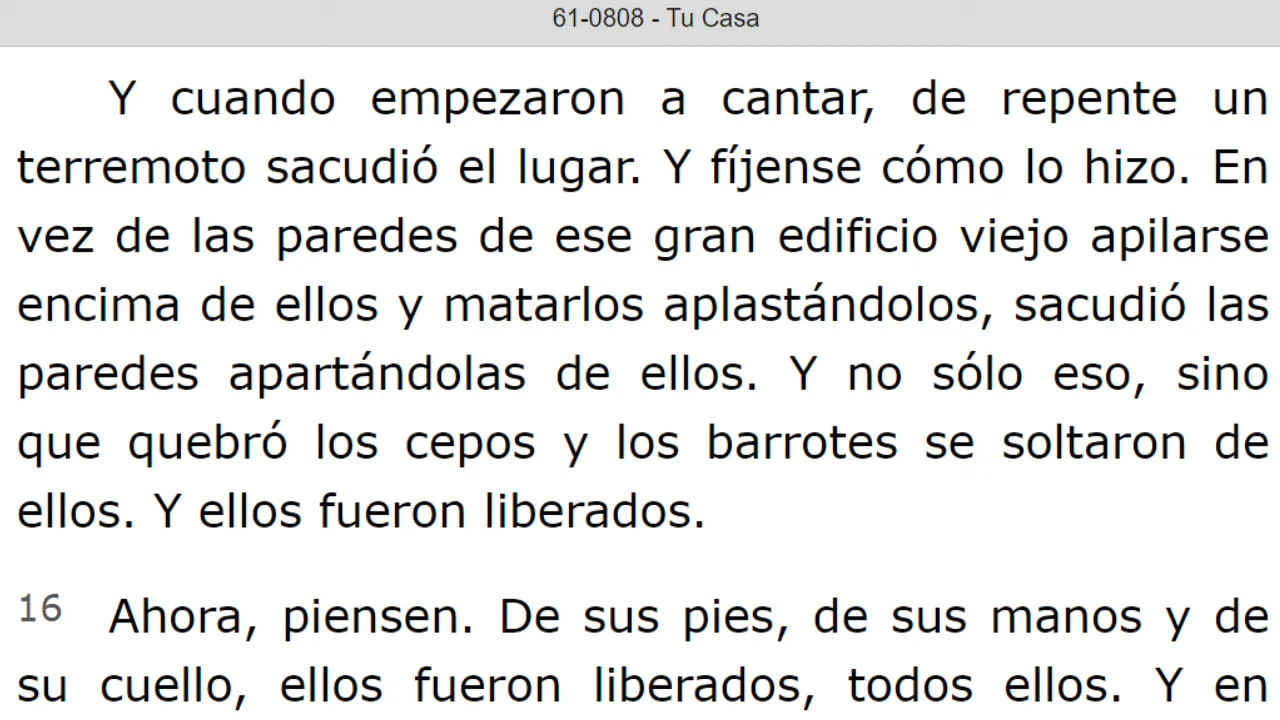 61-0808 - Tu Casa
Y cuando empezaron a cantar, de repente un
terremoto sacudió el lugar. Y fíjense cómo lo hizo. En
vez de las paredes de ese gran edificio viejo apilarse
encima de ellos y matarlos aplastándolos, sacudió las
paredes apartándolas de ellos. Y no sólo eso, sino
que quebró los cepos y los barrotes se soltaron de
ellos. Y ellos fueron liberados.
16 Ahora, piensen. De sus pies, de sus manos y de
su cuello, ellos fueron liberados, todos ellos. Y en